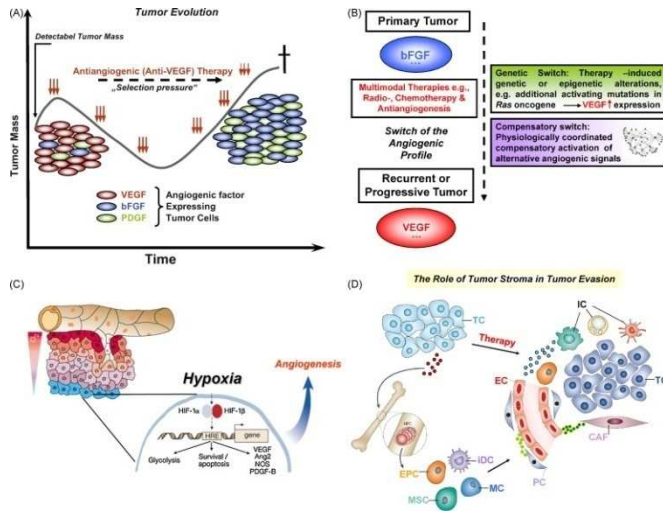 (A)
Tumor Evolution
Detectabel Tumor Mass
Antiangiogenic (Anti-VEGF) Therapy
„Selection pressure"
Tumor Mass
VEGF
bFGF
PDGF
Angiogenic factor
Expressing
Tumor Cells
Time
(B)
Primary Tumor
bFGF
...
Multimodal Therapies e.g.,
Radio-, Chemotherapy &
Antiangiogenesis
Switch of the
Angiogenic
Profile
Recurrent or
Progressive Tumor
VEGF
...
Genetic Switch: Therapy –induced
genetic or epigenetic alterations,
e.g. additional activating mutations in
Ras oncogene → VEGF↑ expression
Compensatory switch:
Physiologically coordinated
compensatory activation of
alternative angiogenic signals
(C)
Hypoxia
Angiogenesis
HIF-1α
HIF-1β
HRE
gene
Glycolysis
Survival /
apoptosis
VEGF
Ang2
NOS
PDGF-B
(D)
The Role of Tumor Stroma in Tumor Evasion
TC
Therapy
IC
EC
TC
CAF
PC
EPC
iDC
MSC
MC